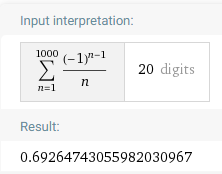 Input interpretation:
1000
∑ (-1)^(n-1) / n 20 digits
n=1
Result:
0.69264743055982030967